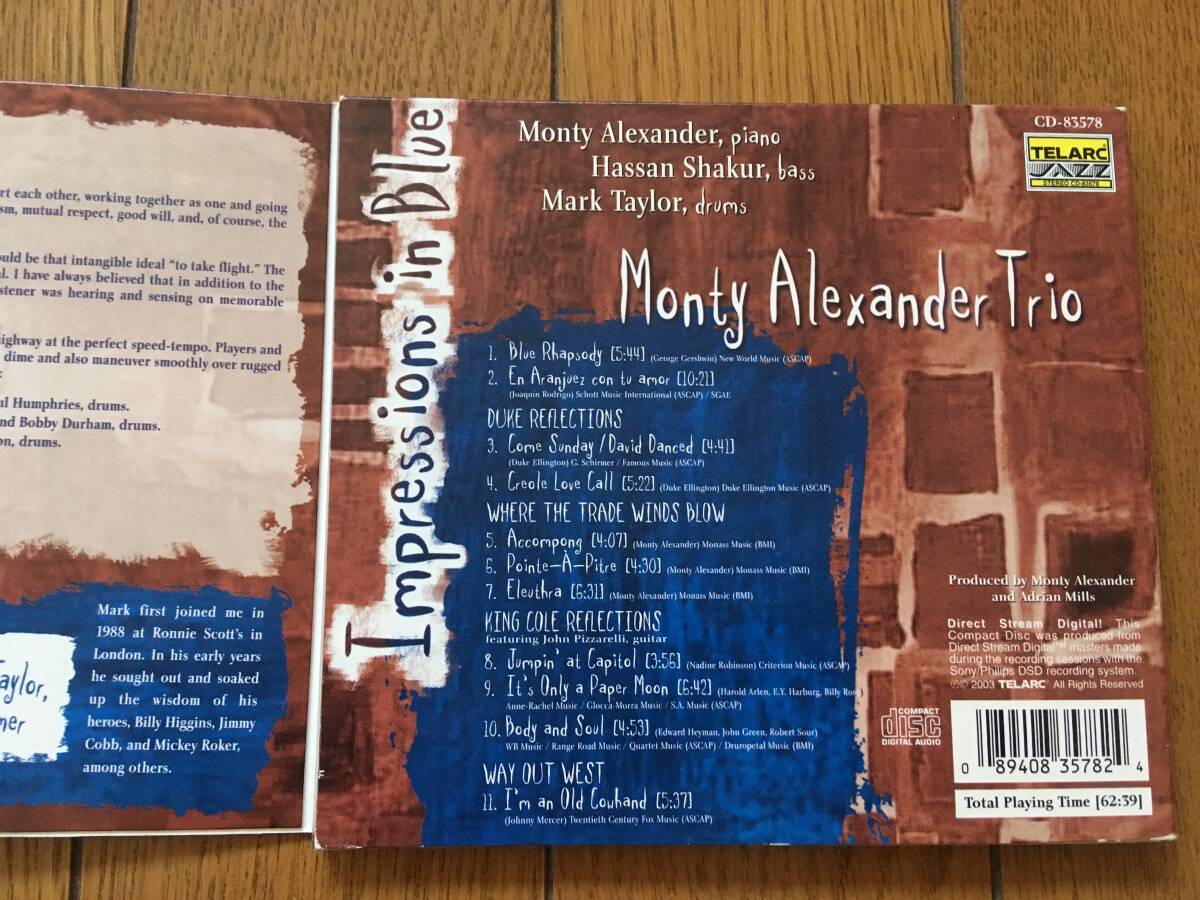 rt each other, working together as one and going
sm, mutual respect, good will, and, of course, the
ould be that intangible ideal “to take flight.” The
l. I have always believed that in addition to the
stener was hearing and sensing on memorable
ighway at the perfect speed-tempo. Players and
dime and also maneuver smoothly over rugged
:
ul Humphries, drums.
nd Bobby Durham, drums.
on, drums.
Taylor,
mer
Mark first joined me in
1988 at Ronnie Scott's in
London. In his early years
he sought out and soaked
up the wisdom of his
heroes, Billy Higgins, Jimmy
Cobb, and Mickey Roker,
among others.
Impressions in Blue
Monty Alexander, piano
Hassan Shakur, bass
Mark Taylor, drums
CD-83578
TELARC
JAZZ
STEREO CD-83578
Monty Alexander Trio
1. Blue Rhapsody [5:44] (George Gershwin) New World Music (ASCAP)
2. En Aranjuez con tu amor [10:21]
(Joaquin Rodrigo) Schott Music International (ASCAP) / SGAE
DUKE REFLECTIONS
3. Come Sunday / David Danced [4:41]
(Duke Ellington) G. Schirmer / Famous Music (ASCAP)
4. Creole Love Call [5:22] (Duke Ellington) Duke Ellington Music (ASCAP)
WHERE THE TRADE WINDS BLOW
5. Accompong [4:07] (Monty Alexander) Monass Music (BMI)
6. Pointe-À-Pitre [4:30] (Monty Alexander) Monass Music (BMI)
7. Eleuthra [6:31] (Monty Alexander) Monass Music (BMI)
KING COLE REFLECTIONS
featuring John Pizzarelli, guitar
8. Jumpin' at Capitol [3:56] (Nadine Robinson) Criterion Music (ASCAP)
9. It's Only a Paper Moon [6:42] (Harold Arlen, E.Y. Harburg, Billy Rose)
Anne-Rachel Music / Glocca-Morra Music / S.A. Music (ASCAP)
10. Body and Soul [4:53] (Edward Heyman, John Green, Robert Sour)
WB Music / Range Road Music / Quartet Music (ASCAP) / Druropetal Music (BMI)
WAY OUT WEST
11. I'm an Old Cowhand [5:37]
(Johnny Mercer) Twentieth Century Fox Music (ASCAP)
Produced by Monty Alexander
and Adrian Mills
Direct Stream Digital! This
Compact Disc was produced from
Direct Stream Digital™ masters made
during the recording sessions with the
Sony/Philips DSD recording system.
℗© 2003 TELARC® All Rights Reserved
COMPACT
disc
DIGITAL AUDIO
0 89408 35782 4
Total Playing Time [62:39]